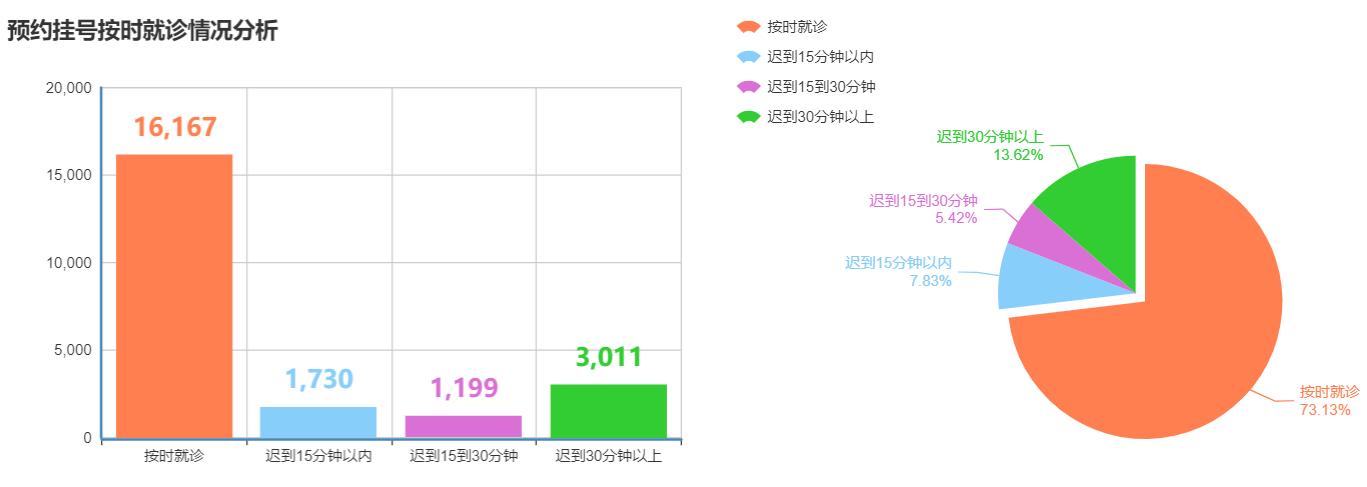 预约挂号按时就诊情况分析
20,000
15,000
10,000
5,000
0
16,167
1,730
1,199
3,011
按时就诊
迟到15分钟以内
迟到15到30分钟
迟到30分钟以上
按时就诊
迟到15分钟以内
迟到15到30分钟
迟到30分钟以上
迟到30分钟以上
13.62%
迟到15到30分钟
5.42%
迟到15分钟以内
7.83%
按时就诊
73.13%